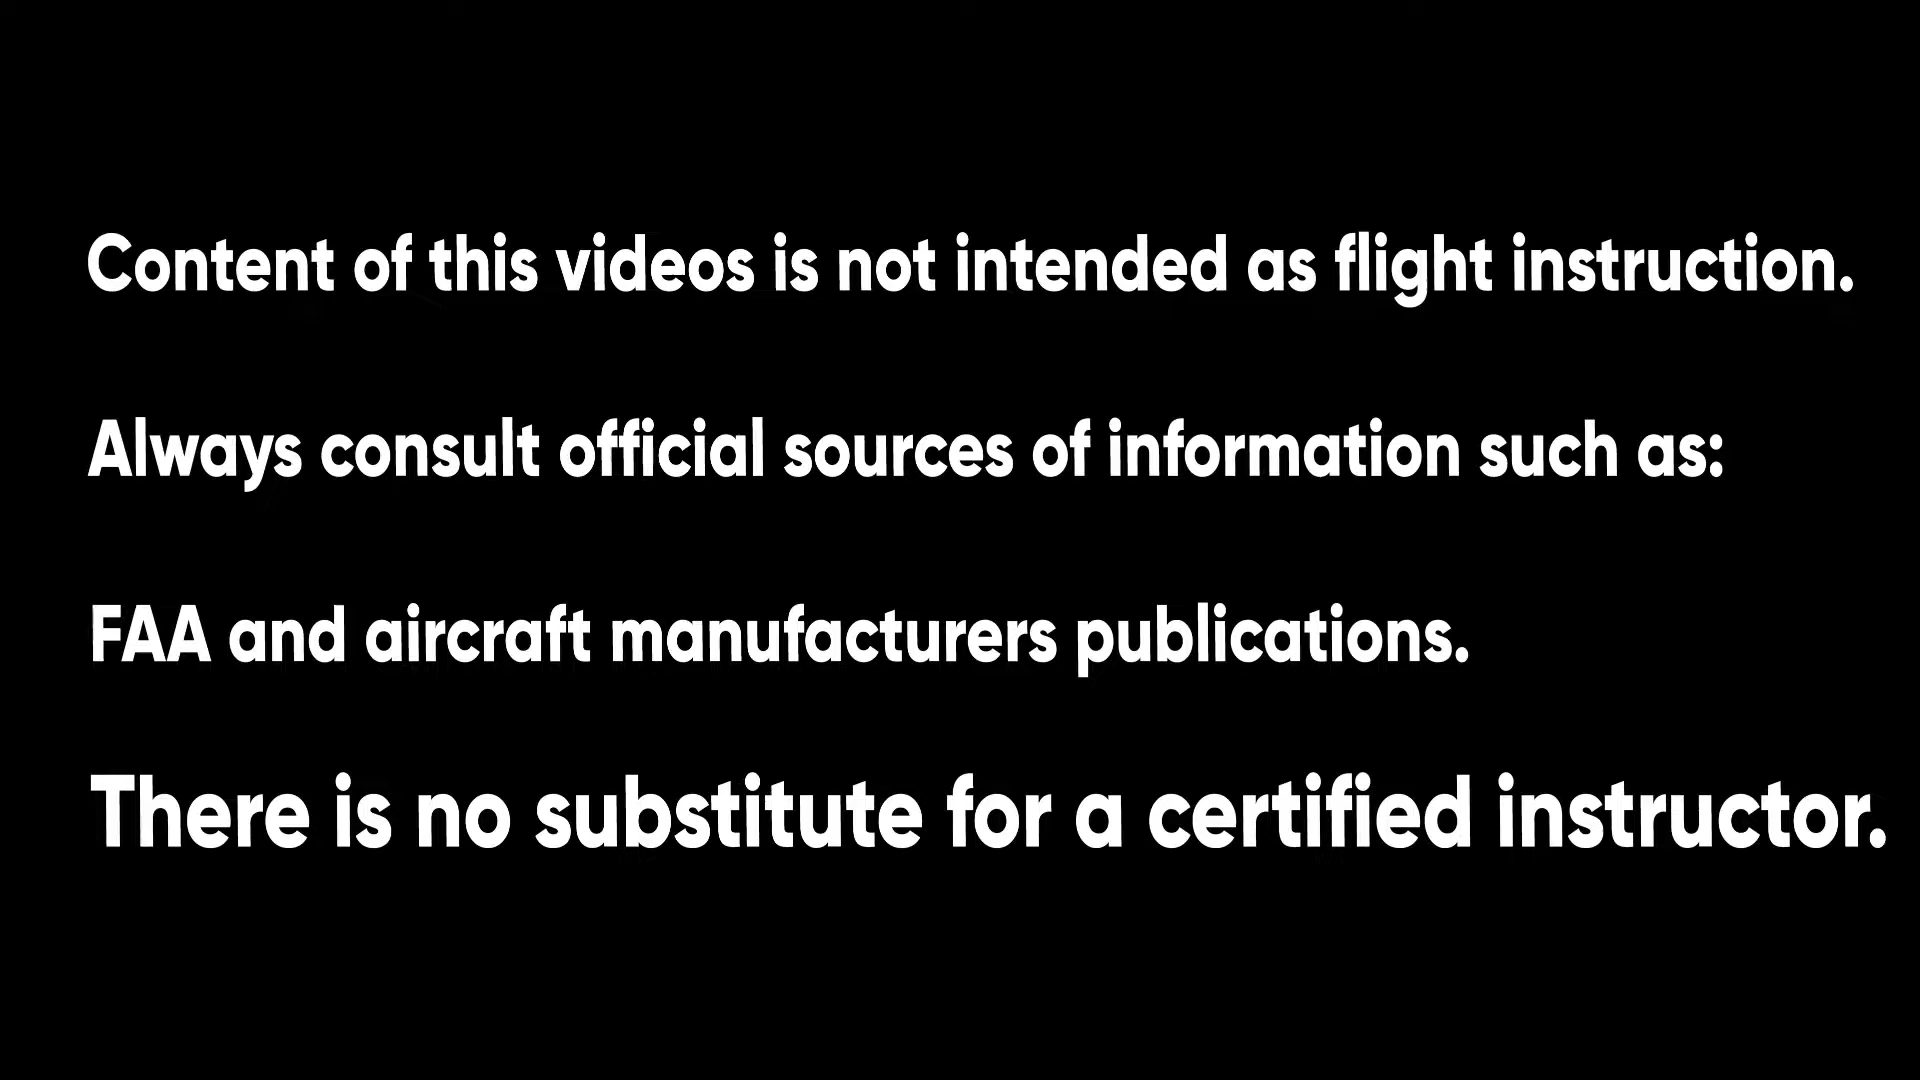 Content of this videos is not intended as flight instruction.
Always consult official sources of information such as:
FAA and aircraft manufacturers publications.
There is no substitute for a certified instructor.